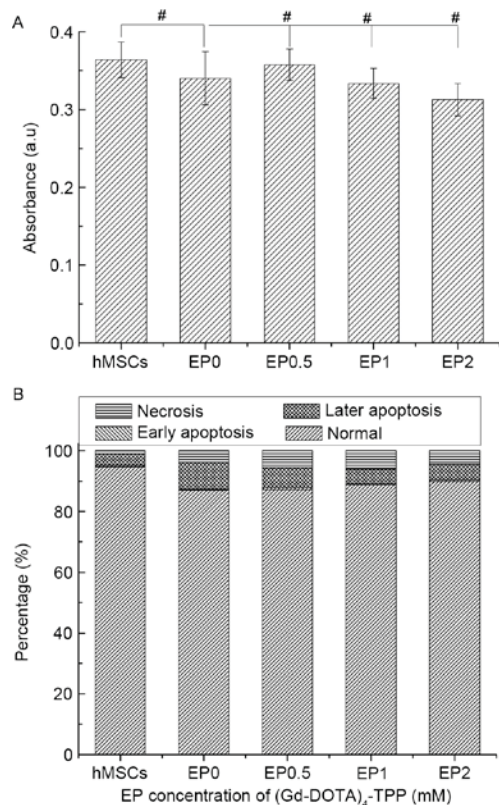 A
# # # #
0.4
0.3
0.2
0.1
0.0
Absorbance (a.u)
hMSCs EP0 EP0.5 EP1 EP2
B
Necrosis Later apoptosis
Early apoptosis Normal
100
80
60
40
20
0
Percentage (%)
hMSCs EP0 EP0.5 EP1 EP2
EP concentration of (Gd-DOTA) -TPP (mM)